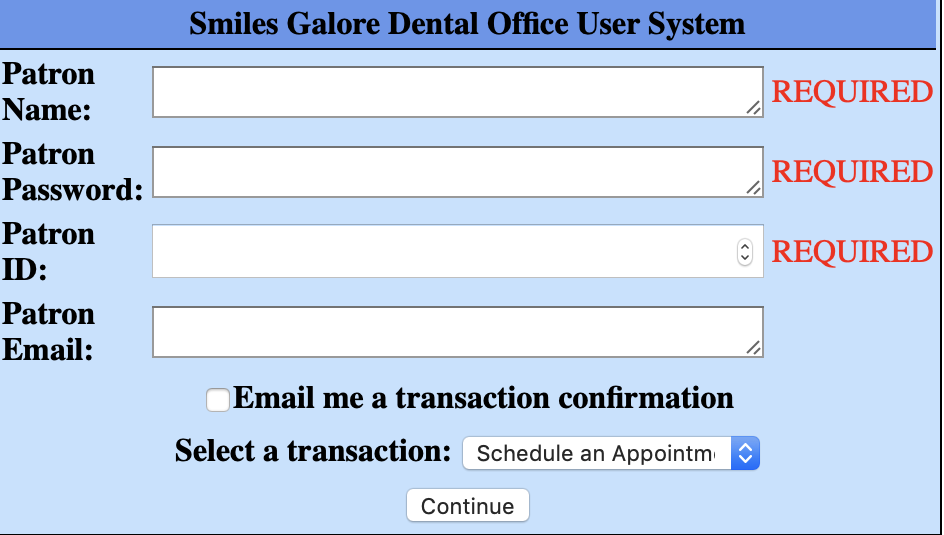 Smiles Galore Dental Office User System
Patron
Name:
REQUIRED
Patron
Password:
REQUIRED
Patron
ID:
REQUIRED
Patron
Email:
Email me a transaction confirmation
Select a transaction: Schedule an Appointm
Continue